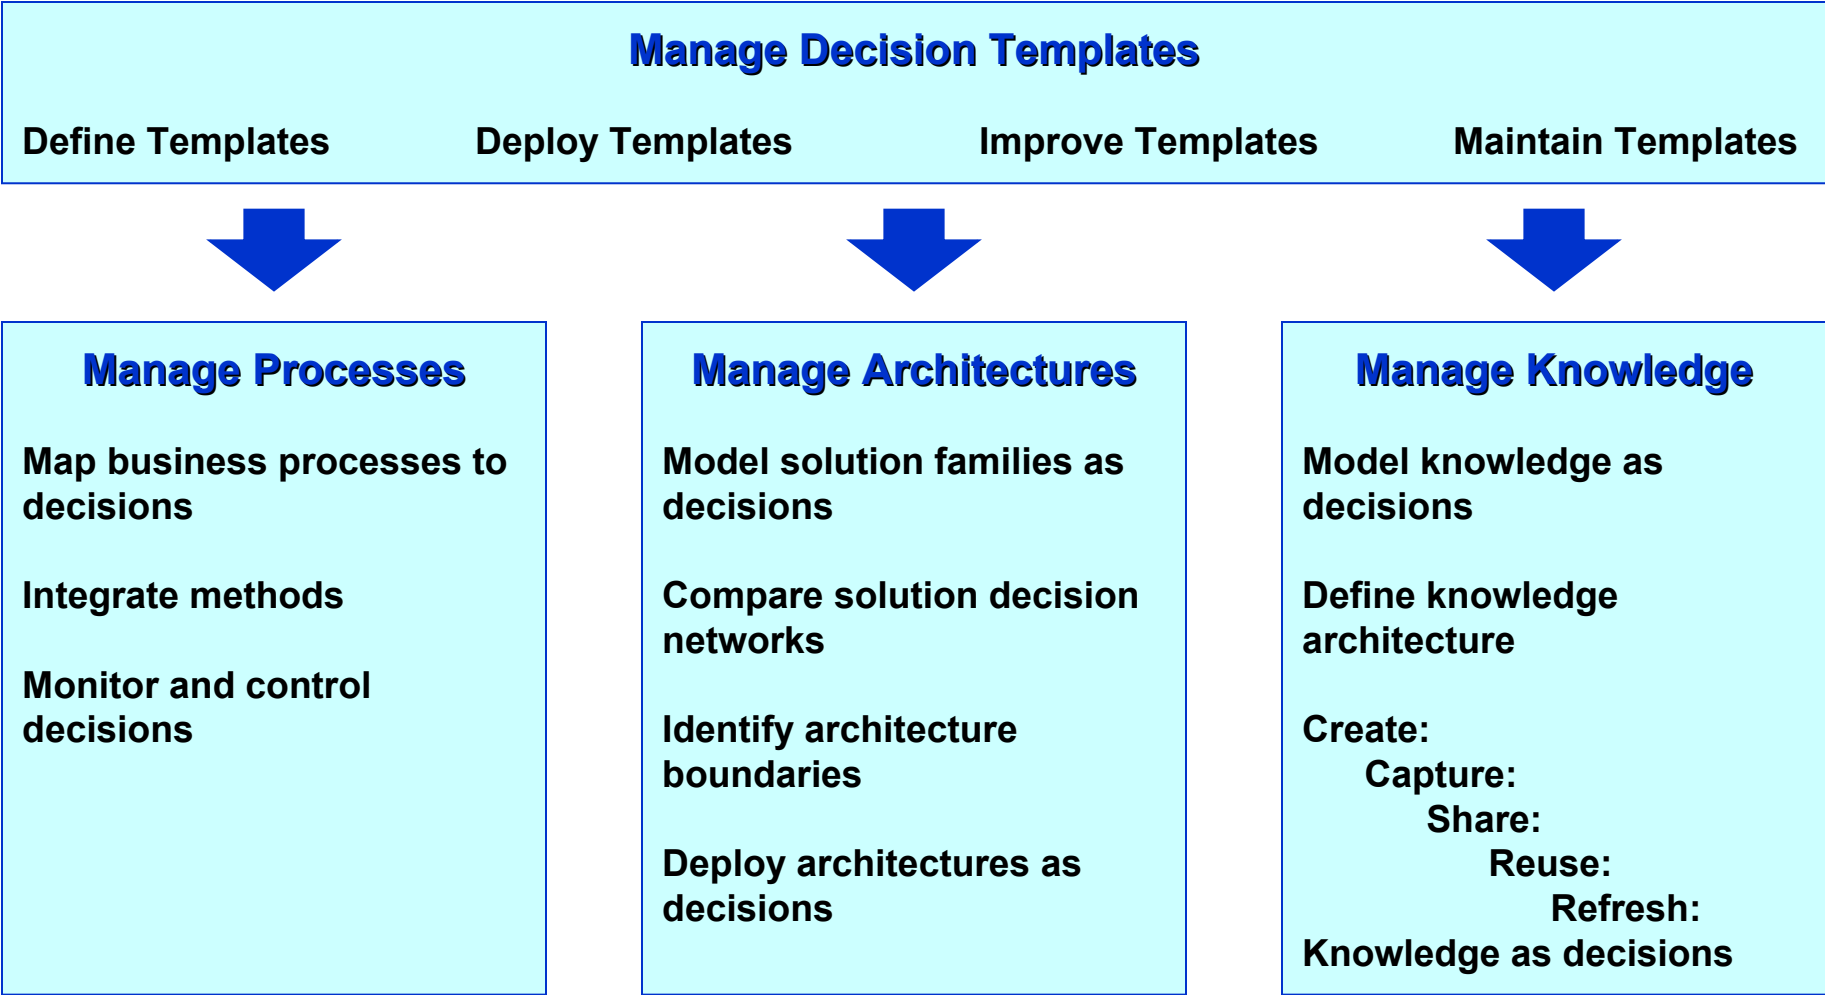 Manage Decision Templates
Define Templates Deploy Templates Improve Templates Maintain Templates
Manage Processes
Map business processes to
decisions
Integrate methods
Monitor and control
decisions
Manage Architectures
Model solution families as
decisions
Compare solution decision
networks
Identify architecture
boundaries
Deploy architectures as
decisions
Manage Knowledge
Model knowledge as
decisions
Define knowledge
architecture
Create:
Capture:
Share:
Reuse:
Refresh:
Knowledge as decisions